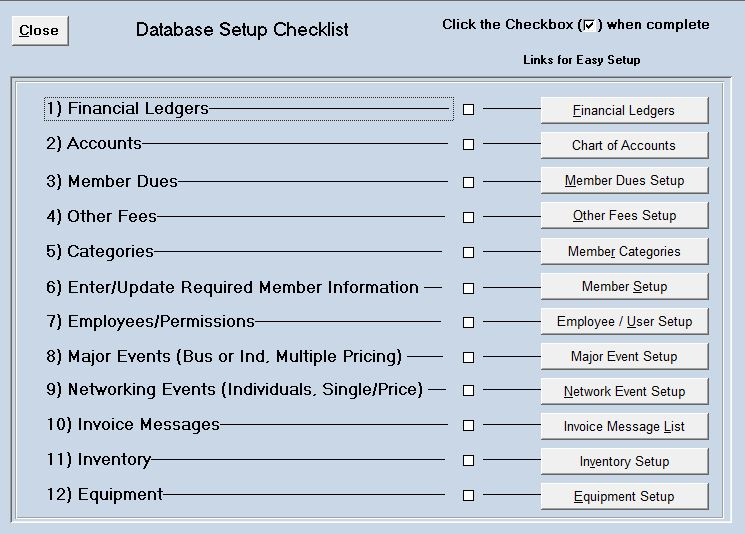 Close
Database Setup Checklist
Click the Checkbox (☑) when complete
Links for Easy Setup
1) Financial Ledgers Financial Ledgers
2) Accounts Chart of Accounts
3) Member Dues Member Dues Setup
4) Other Fees Other Fees Setup
5) Categories Member Categories
6) Enter/Update Required Member Information Member Setup
7) Employees/Permissions Employee / User Setup
8) Major Events (Bus or Ind, Multiple Pricing) Major Event Setup
9) Networking Events (Individuals, Single/Price) Network Event Setup
10) Invoice Messages Invoice Message List
11) Inventory Inventory Setup
12) Equipment Equipment Setup